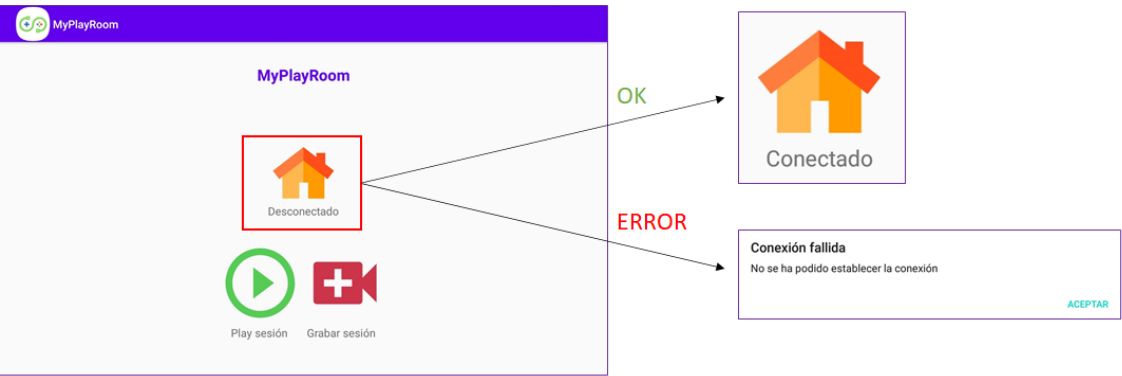 MyPlayRoom
MyPlayRoom
Desconectado
Play sesión
Grabar sesión
OK
Conectado
ERROR
Conexión fallida
No se ha podido establecer la conexión
ACEPTAR